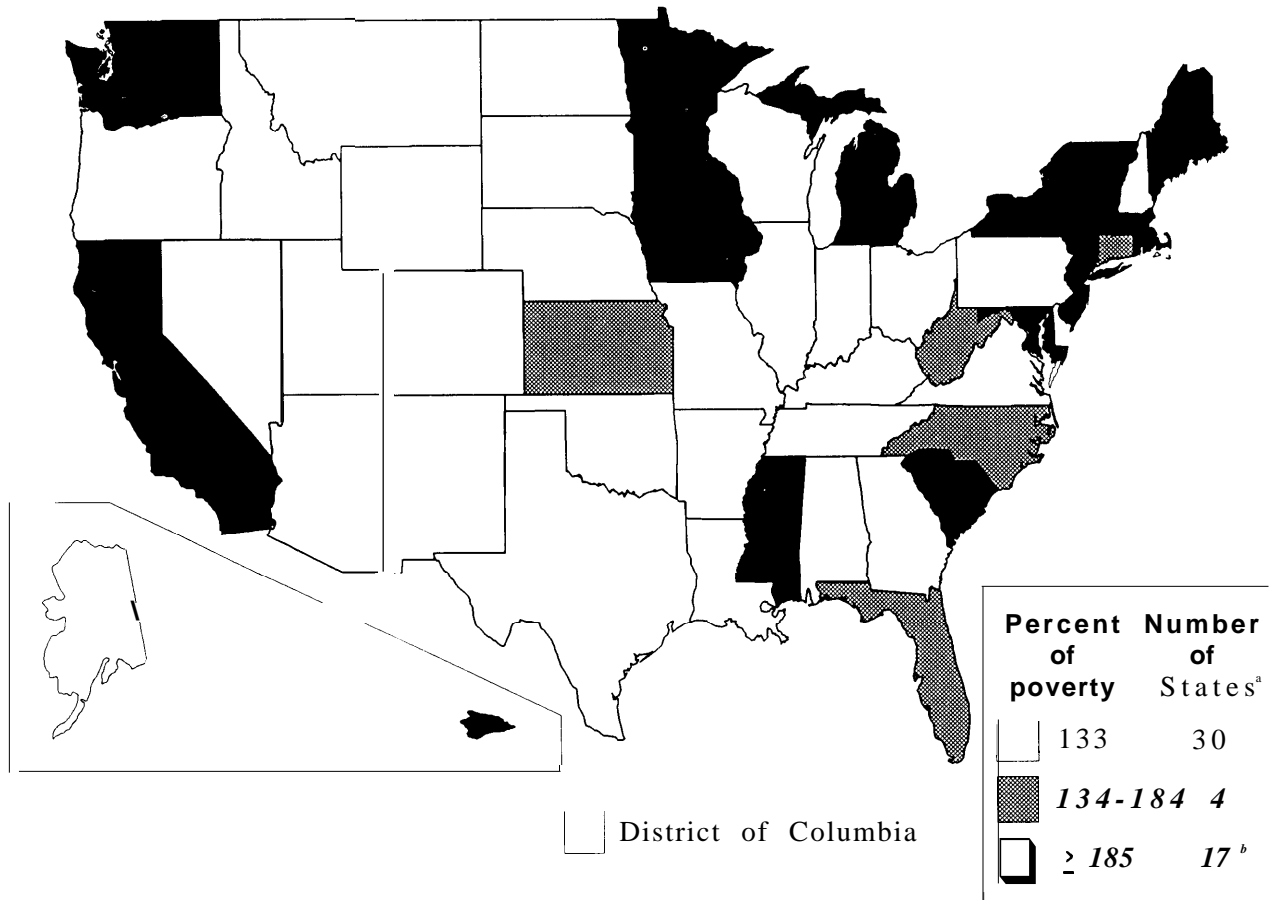 Percent Number
of of
poverty States a
133 30
134-184 4
≥ 185 17 b
District of Columbia